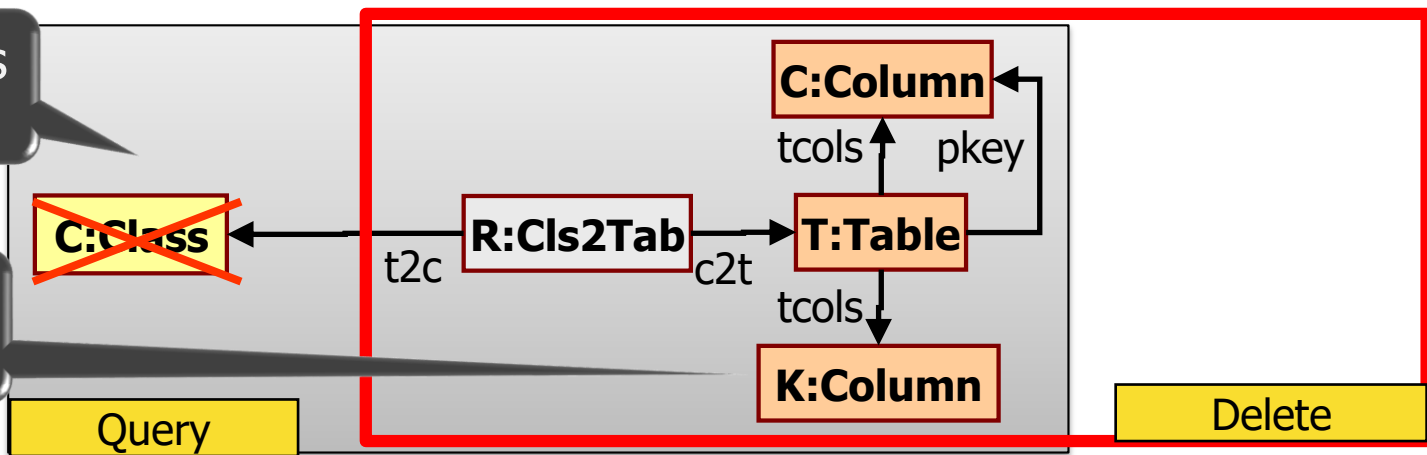 s
C:Column
tcols
pkey
C:Class
R:Cls2Tab
T:Table
t2c
c2t
tcols
K:Column
Query
Delete